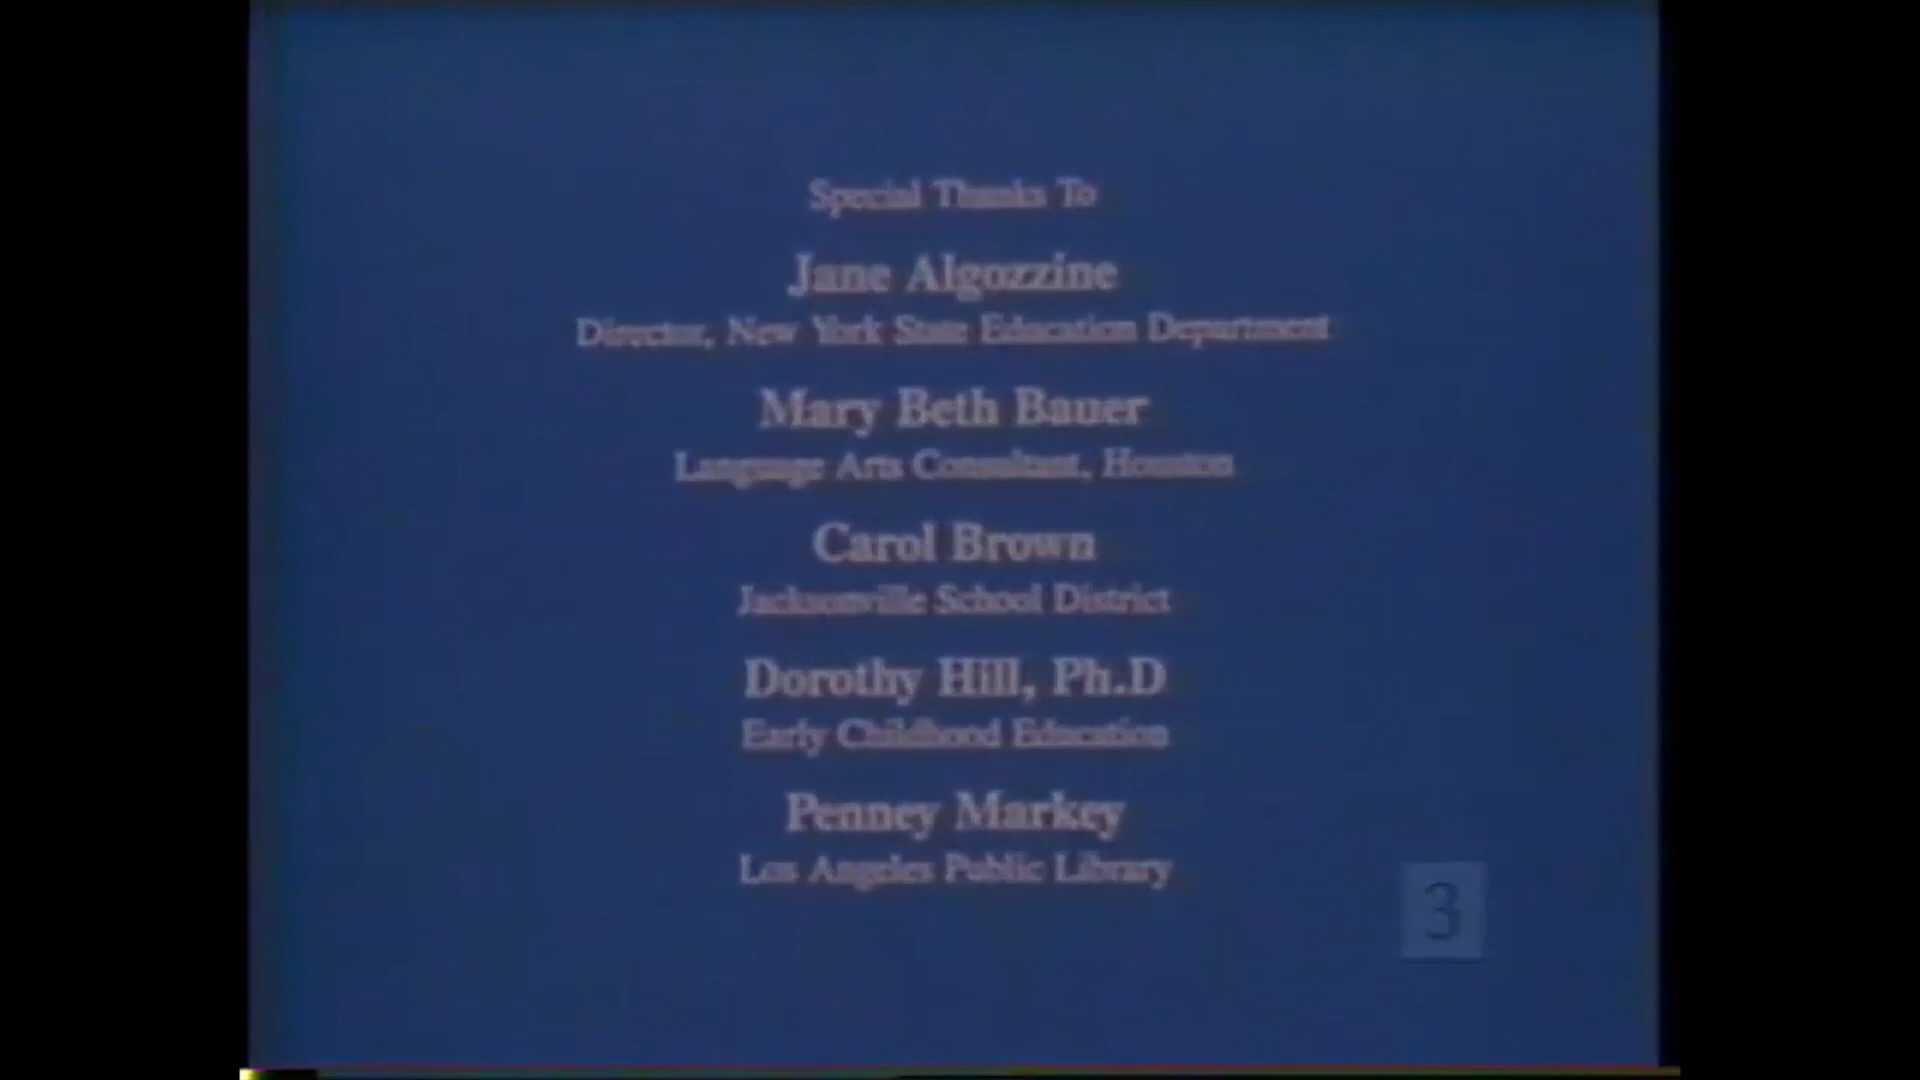 Special Thanks To
Jane Algozzine
Director, New York State Education Department
Mary Beth Bauer
Language Arts Consultant, Houston
Carol Brown
Jacksonville School District
Dorothy Hill, Ph.D
Early Childhood Education
Penney Markey
Los Angeles Public Library
3